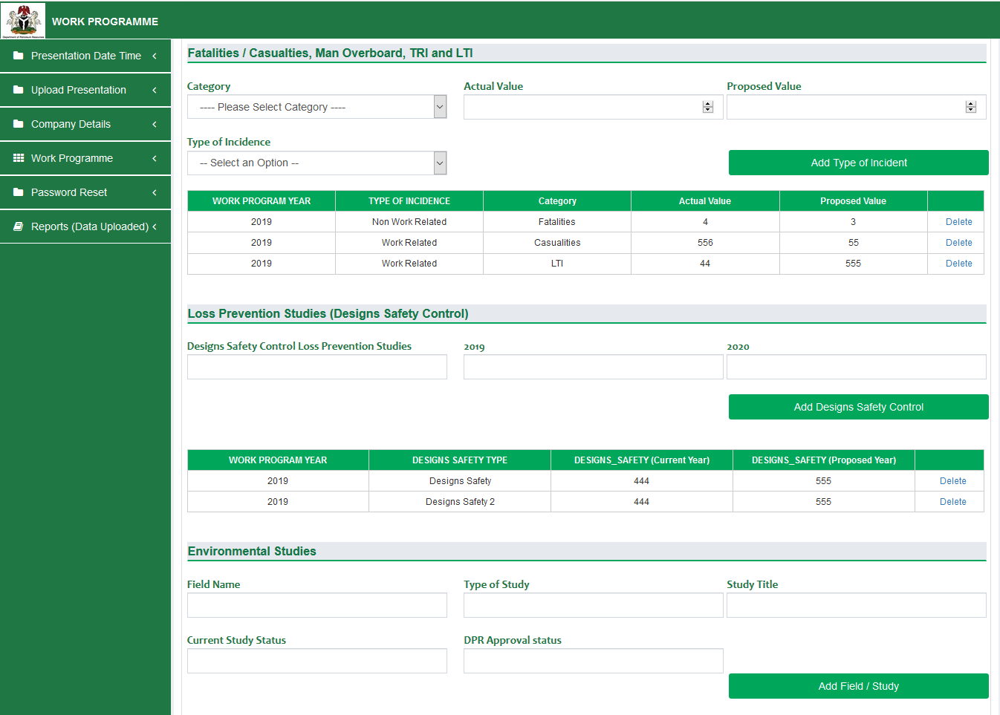 Department of Petroleum Resources
WORK PROGRAMME
Presentation Date Time
Upload Presentation
Company Details
Work Programme
Password Reset
Reports (Data Uploaded)
Fatalities / Casualties, Man Overboard, TRI and LTI
Category Actual Value Proposed Value
---- Please Select Category ----
Type of Incidence
-- Select an Option --
Add Type of Incident
WORK PROGRAM YEAR TYPE OF INCIDENCE Category Actual Value Proposed Value
2019 Non Work Related Fatalities 4 3 Delete
2019 Work Related Casualities 556 55 Delete
2019 Work Related LTI 44 555 Delete
Loss Prevention Studies (Designs Safety Control)
Designs Safety Control Loss Prevention Studies 2019 2020
Add Designs Safety Control
WORK PROGRAM YEAR DESIGNS SAFETY TYPE DESIGNS_SAFETY (Current Year) DESIGNS_SAFETY (Proposed Year)
2019 Designs Safety 444 555 Delete
2019 Designs Safety 2 444 555 Delete
Environmental Studies
Field Name Type of Study Study Title
Current Study Status DPR Approval status
Add Field / Study